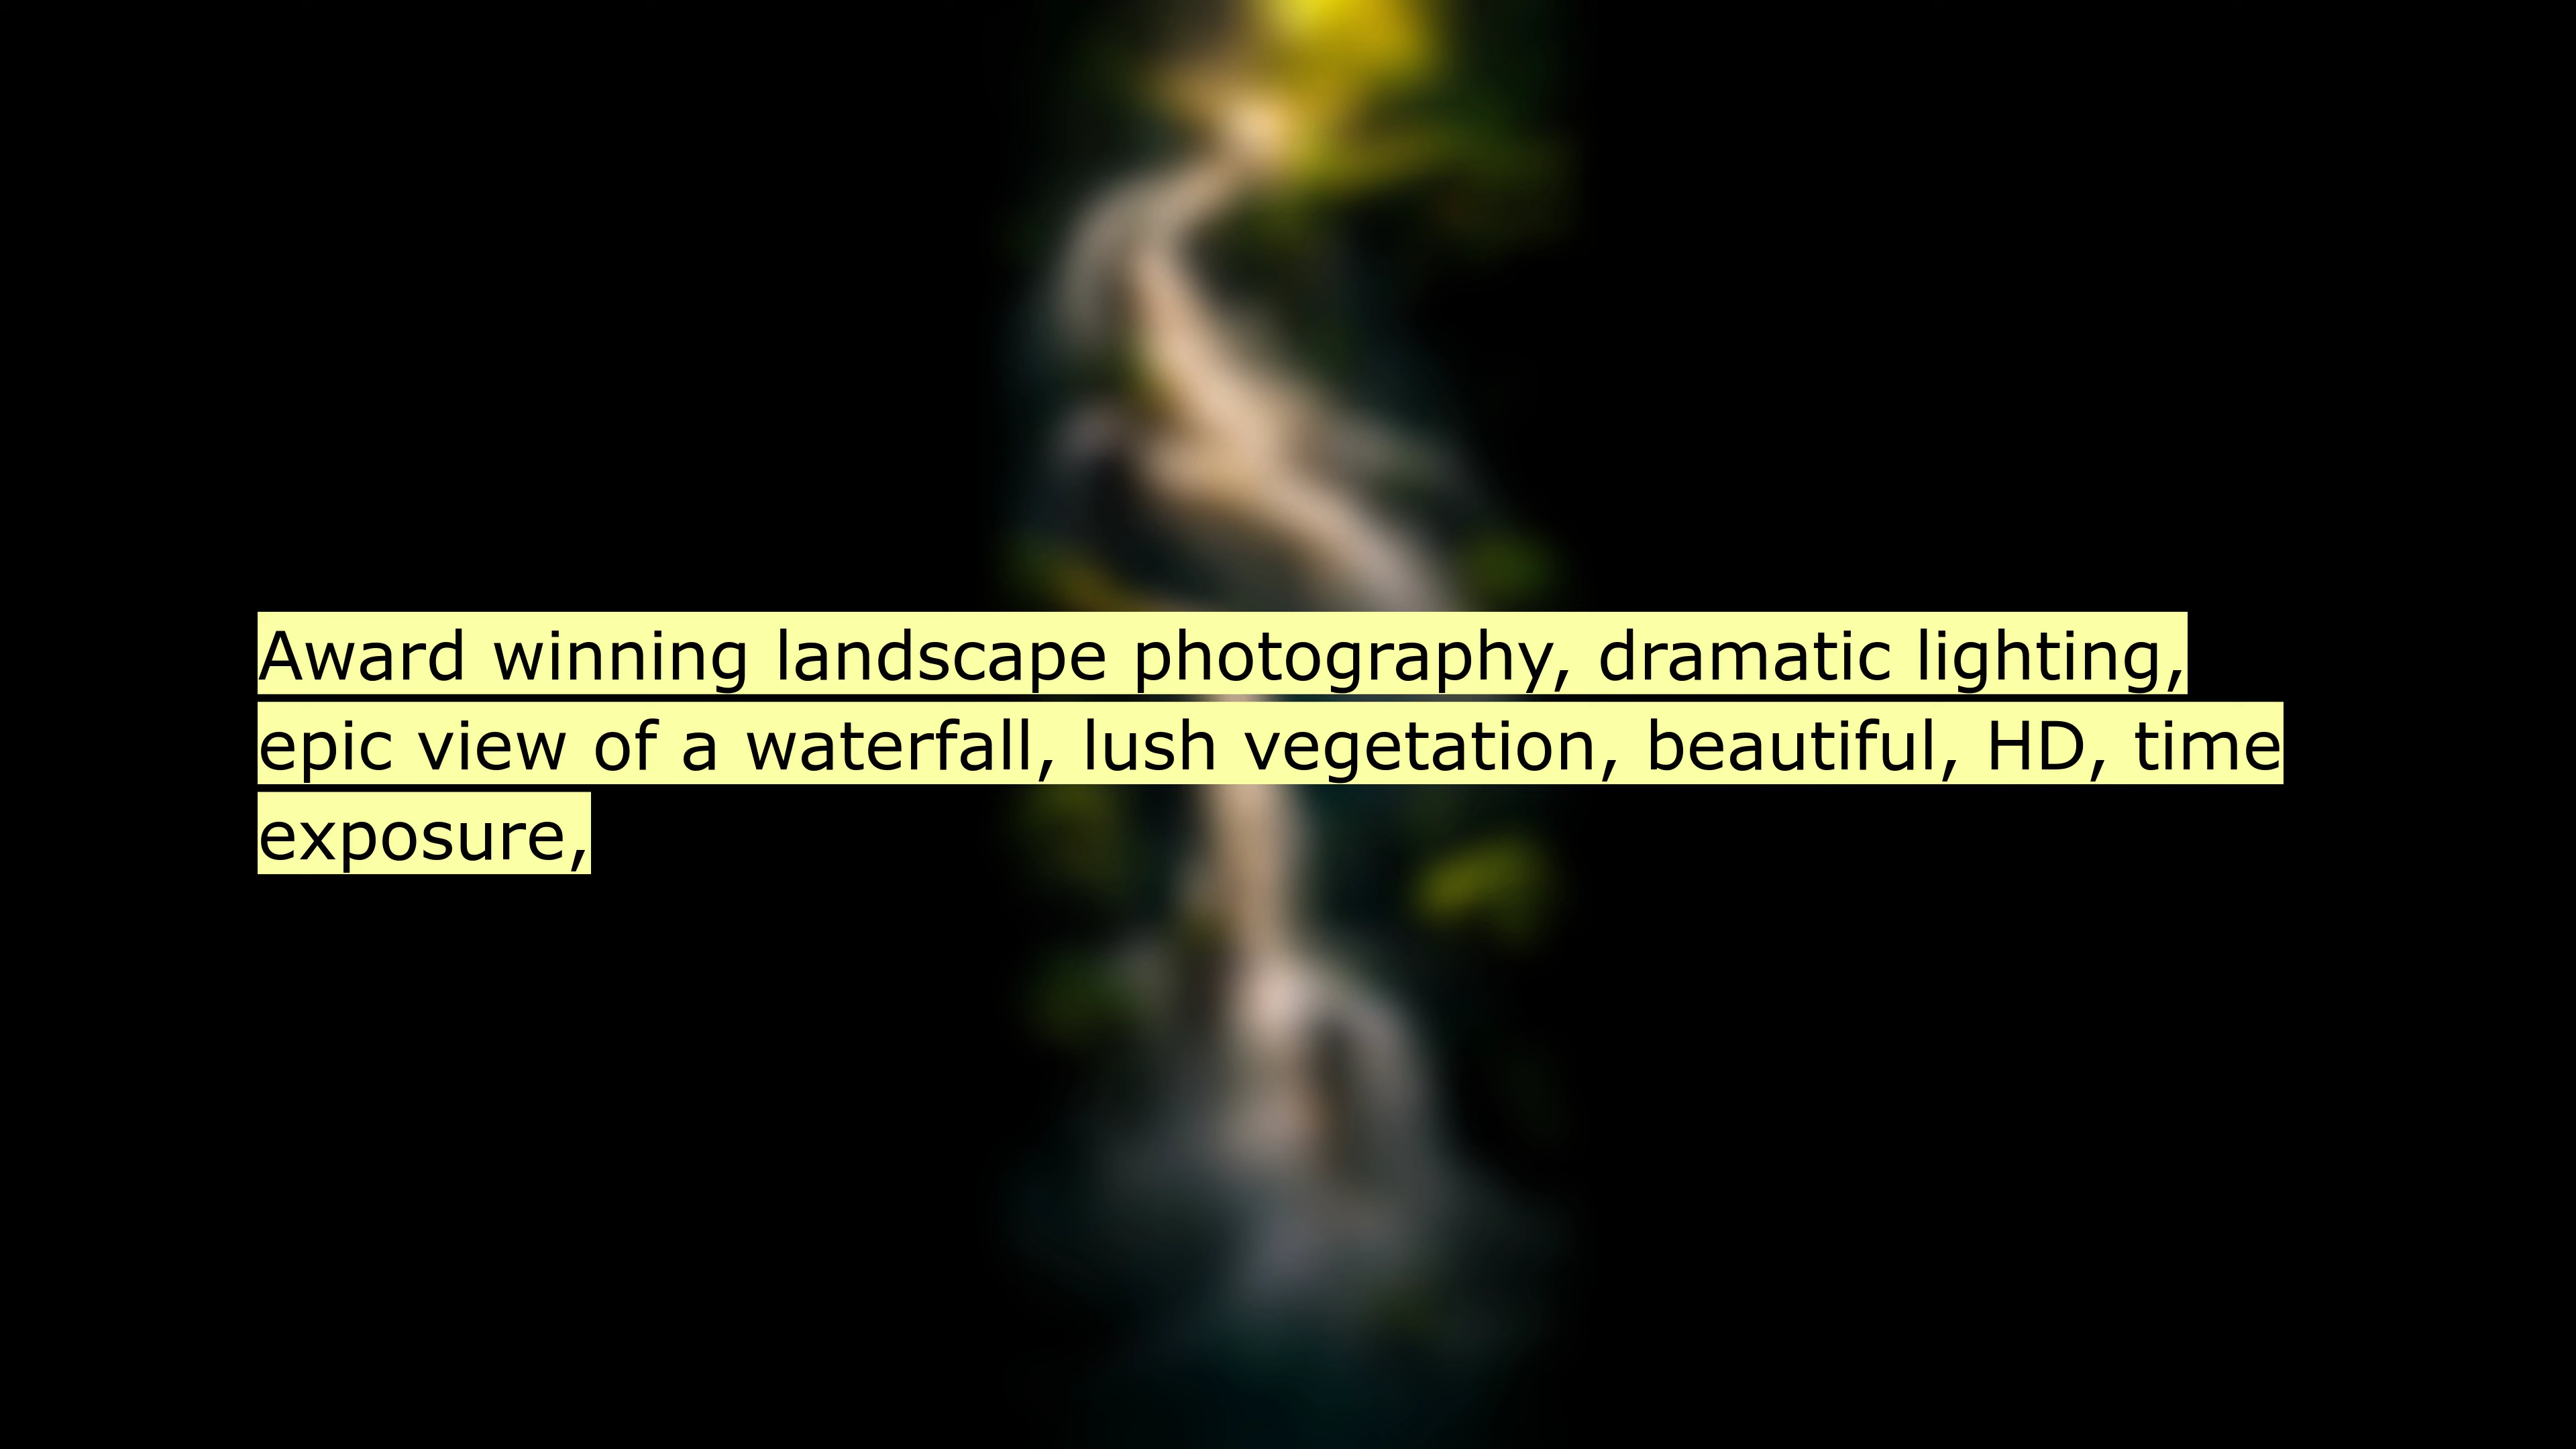 Award winning landscape photography, dramatic lighting,
epic view of a waterfall, lush vegetation, beautiful, HD, time
exposure,